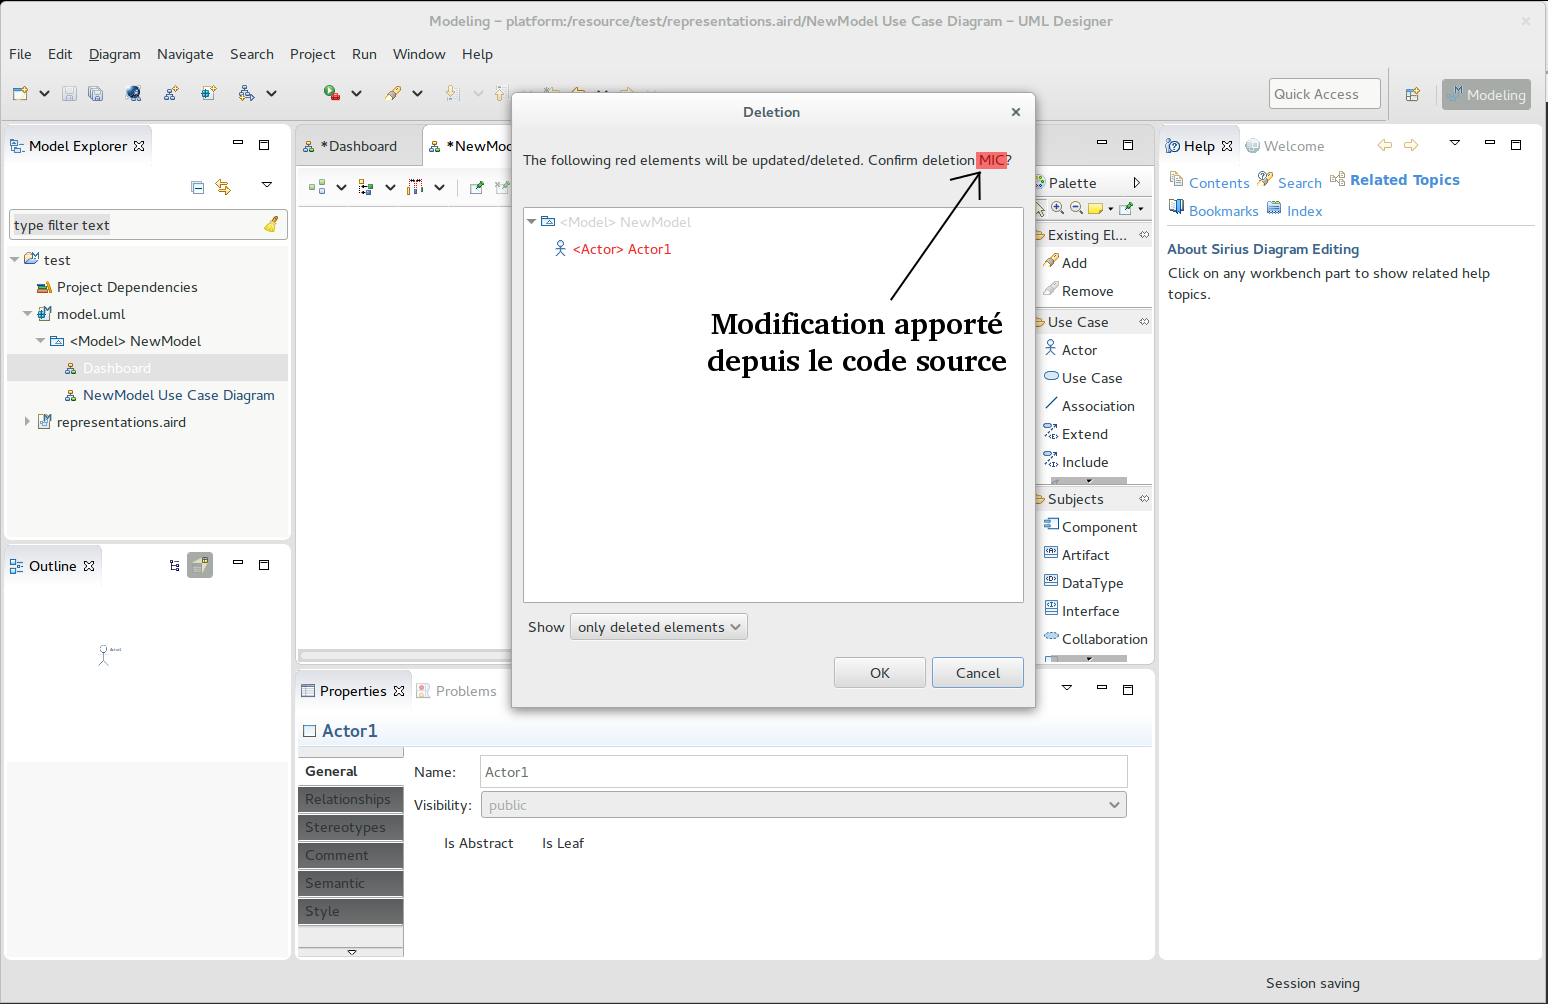 Modeling – platform:/resource/test/representations.aird/NewModel Use Case Diagram – UML Designer
File Edit Diagram Navigate Search Project Run Window Help
Quick Access
Modeling
Model Explorer
type filter text
test
Project Dependencies
model.uml
<Model> NewModel
Dashboard
NewModel Use Case Diagram
representations.aird
Outline
Actor1
*Dashboard
*NewMod
Deletion
The following red elements will be updated/deleted. Confirm deletion MIC?
<Model> NewModel
<Actor> Actor1
Modification apporté
depuis le code source
Show only deleted elements
OK Cancel
Palette
Existing El...
Add
Remove
Use Case
Actor
Use Case
Association
Extend
Include
Subjects
Component
Artifact
DataType
Interface
Collaboration
Help Welcome
Contents Search Related Topics
Bookmarks Index
About Sirius Diagram Editing
Click on any workbench part to show related help
topics.
Properties Problems
Actor1
General
Relationships
Stereotypes
Comment
Semantic
Style
Name: Actor1
Visibility: public
Is Abstract Is Leaf
Session saving